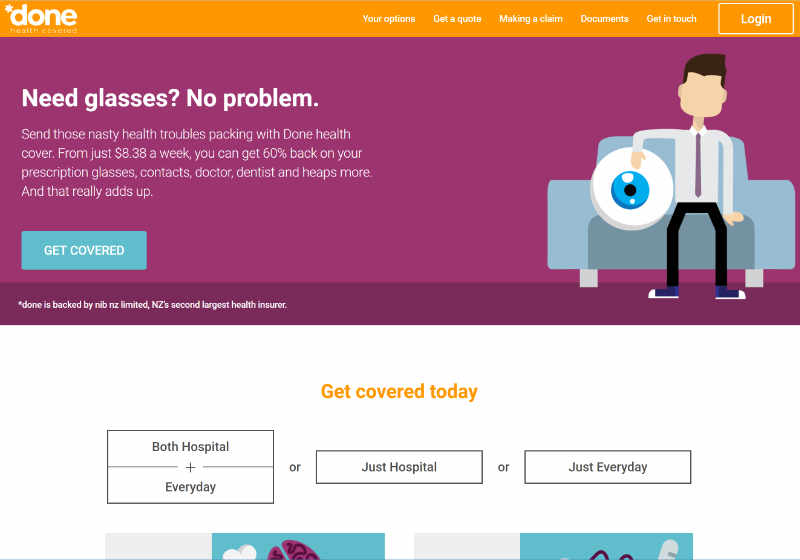 *done
health covered
Your options
Get a quote
Making a claim
Documents
Get in touch
Login
Need glasses? No problem.
Send those nasty health troubles packing with Done health
cover. From just $8.38 a week, you can get 60% back on your
prescription glasses, contacts, doctor, dentist and heaps more.
And that really adds up.
GET COVERED
*done is backed by nib nz limited, NZ's second largest health insurer.
Get covered today
Both Hospital
+
Everyday
or
Just Hospital
or
Just Everyday